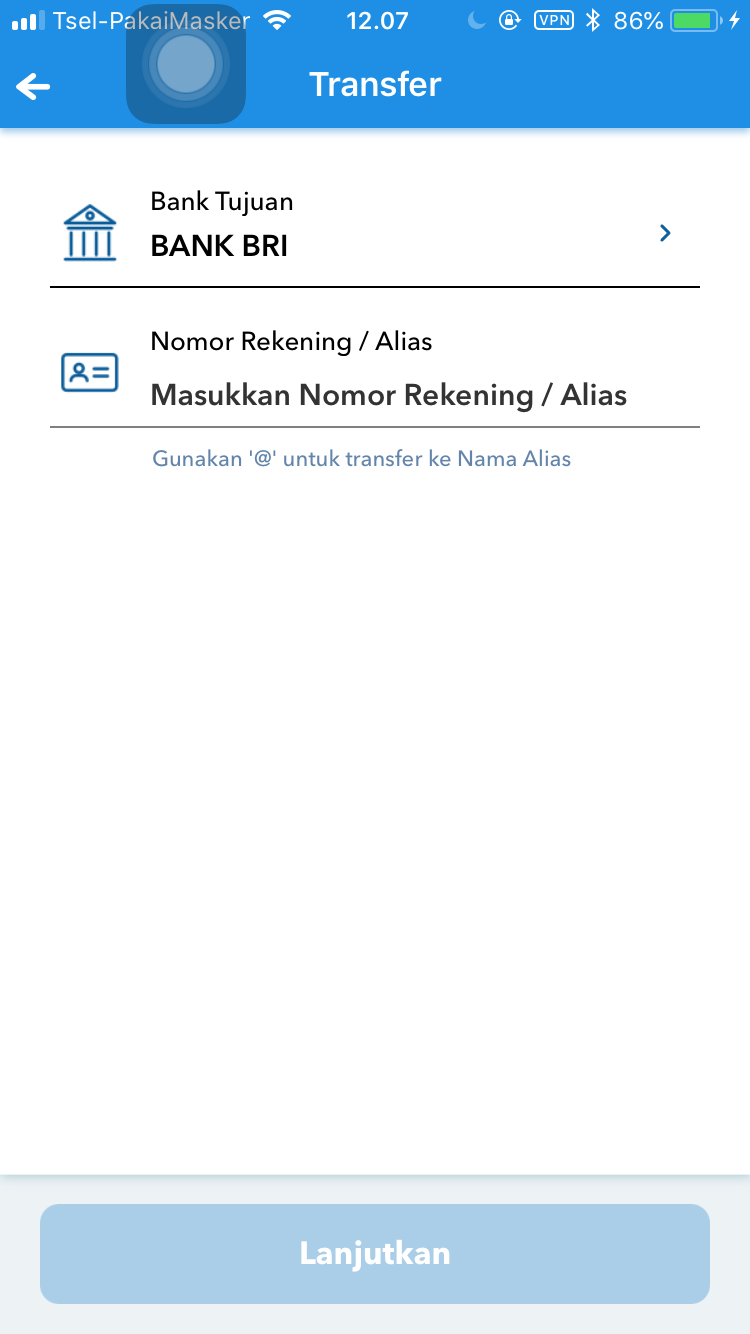 Tsel-PakaiMasker 12.07 VPN 86%
Transfer
Bank Tujuan
BANK BRI
Nomor Rekening / Alias
Masukkan Nomor Rekening / Alias
Gunakan '@' untuk transfer ke Nama Alias
Lanjutkan